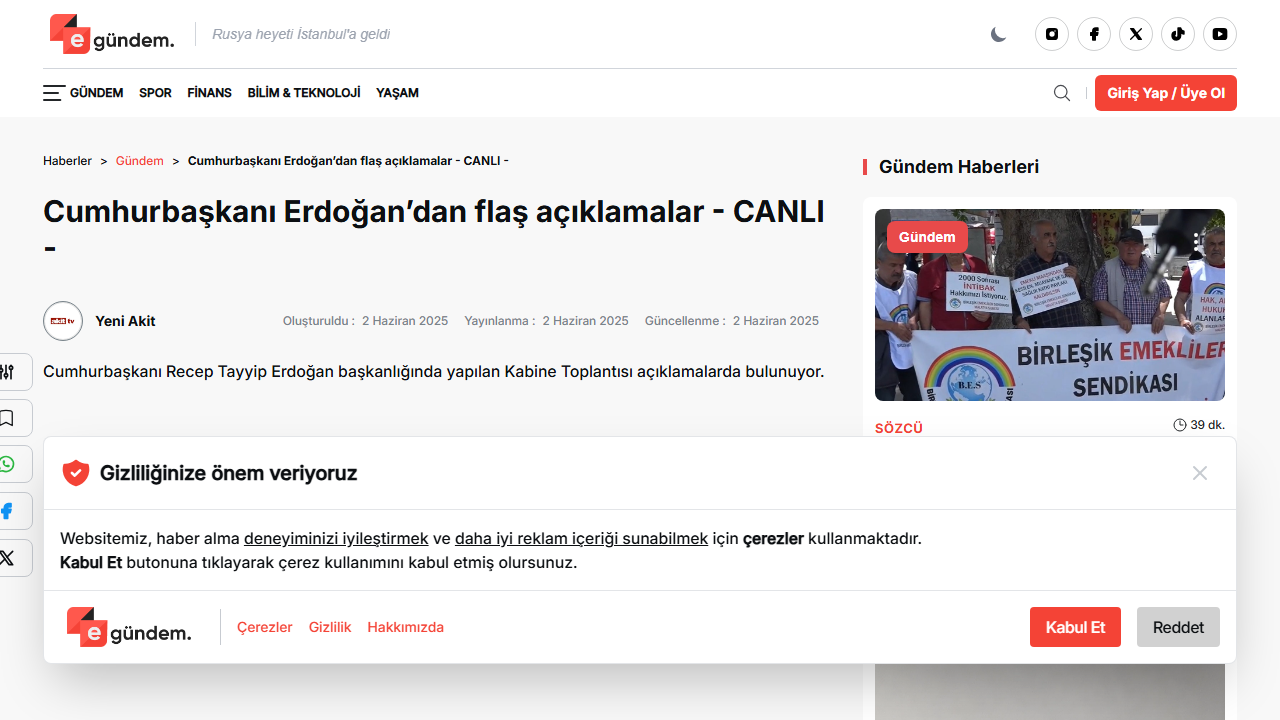 e gündem.
Rusya heyeti İstanbul'a geldi
GÜNDEM SPOR FİNANS BİLİM & TEKNOLOJİ YAŞAM
Giriş Yap / Üye Ol
Haberler > Gündem > Cumhurbaşkanı Erdoğan’dan flaş açıklamalar - CANLI -
Cumhurbaşkanı Erdoğan’dan flaş açıklamalar - CANLI
-
Yeni Akit
Oluşturuldu : 2 Haziran 2025 Yayınlanma : 2 Haziran 2025 Güncellenme : 2 Haziran 2025
Cumhurbaşkanı Recep Tayyip Erdoğan başkanlığında yapılan Kabine Toplantısı açıklamalarda bulunuyor.
Gündem Haberleri
Gündem
2000 Sonrası
İNTİBAK
Hakkımızı İstiyoruz.
BİRLEŞİK EMEKLİLER
SENDİKASI
B.E.S
SÖZCÜ
39 dk.
Gizliliğinize önem veriyoruz
Websitemiz, haber alma deneyiminizi iyileştirmek ve daha iyi reklam içeriği sunabilmek için çerezler kullanmaktadır.
Kabul Et butonuna tıklayarak çerez kullanımını kabul etmiş olursunuz.
e gündem.
Çerezler Gizlilik Hakkımızda
Kabul Et
Reddet